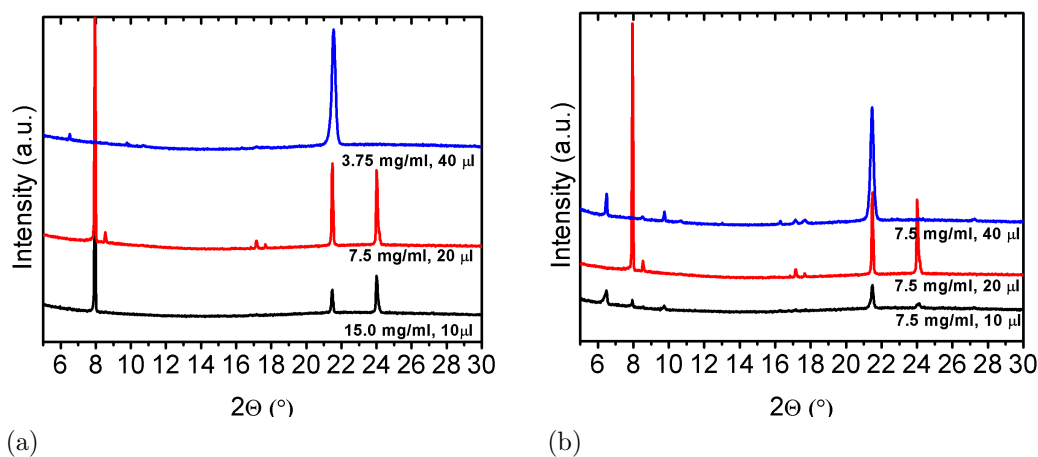 Intensity (a.u.)
3.75 mg/ml, 40 μl
7.5 mg/ml, 20 μl
15.0 mg/ml, 10μl
6 8 10 12 14 16 18 20 22 24 26 28 30
2Θ (°)
(a)
Intensity (a.u.)
7.5 mg/ml, 40 μl
7.5 mg/ml, 20 μl
7.5 mg/ml, 10 μl
6 8 10 12 14 16 18 20 22 24 26 28 30
2Θ (°)
(b)